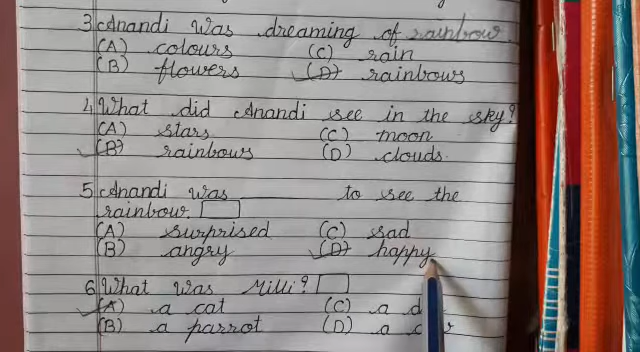 3 Anandi was dreaming of rainbow
(A) colours (C) rain
(B) flowers (D) rainbows
4 What did Anandi see in the sky?
(A) stars (C) moon
(B) rainbows (D) clouds.
5 Anandi was ______ to see the
rainbow.
(A) surprised (C) sad
(B) angry (D) happy
6 What was Milli?
(A) a cat (C) a
(B) a parrot (D) a